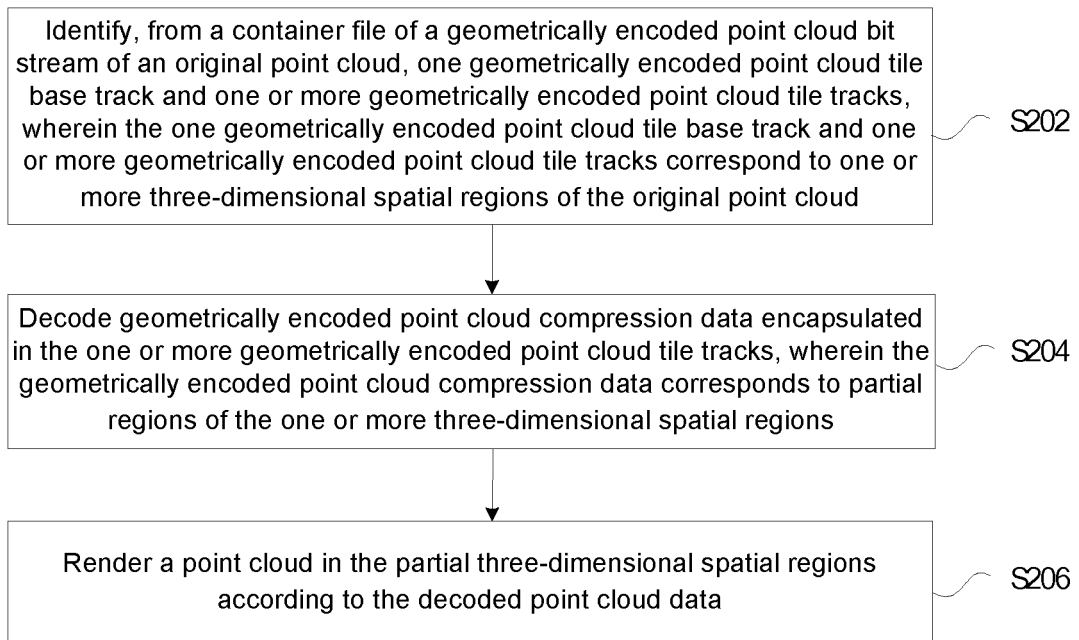 Identify, from a container file of a geometrically encoded point cloud bit
stream of an original point cloud, one geometrically encoded point cloud tile
base track and one or more geometrically encoded point cloud tile tracks,
wherein the one geometrically encoded point cloud tile base track and one
or more geometrically encoded point cloud tile tracks correspond to one or
more three-dimensional spatial regions of the original point cloud
S202
Decode geometrically encoded point cloud compression data encapsulated
in the one or more geometrically encoded point cloud tile tracks, wherein the
geometrically encoded point cloud compression data corresponds to partial
regions of the one or more three-dimensional spatial regions
S204
Render a point cloud in the partial three-dimensional spatial regions
according to the decoded point cloud data
S206